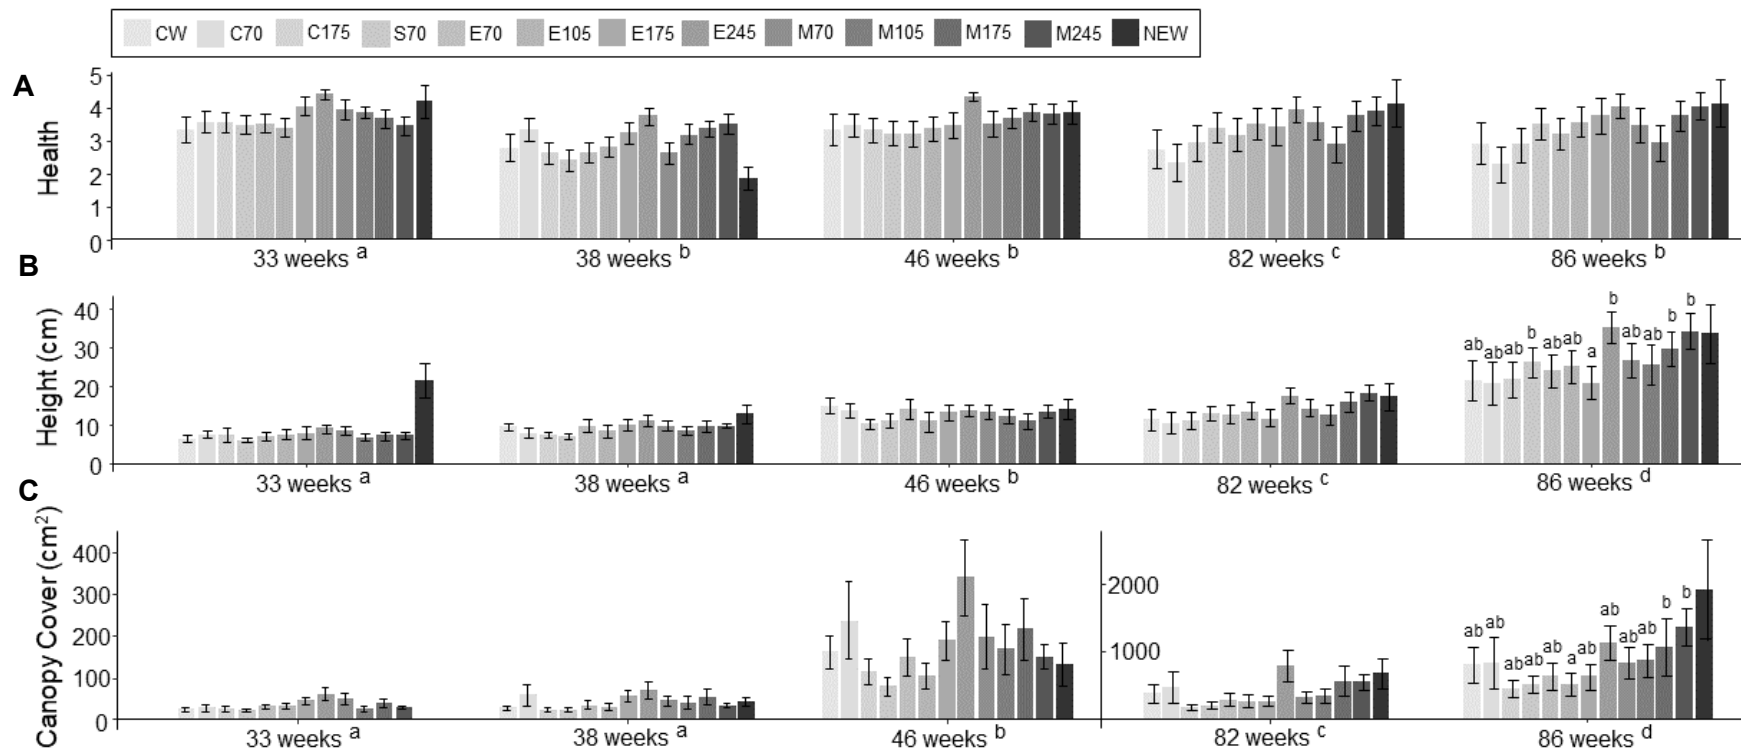 CW C70 C175 S70 E70 E105 E175 E245 M70 M105 M175 M245 NEW
A
Health
5
4
3
2
1
0
33 weeks a 38 weeks b 46 weeks b 82 weeks c 86 weeks b
B
Height (cm)
40
30
20
10
0
ab ab ab b ab ab a b ab ab b b
33 weeks a 38 weeks a 46 weeks b 82 weeks c 86 weeks d
C
Canopy Cover (cm2)
400
300
200
100
0
2000
1000
ab ab ab ab ab a ab ab ab ab b b
33 weeks a 38 weeks a 46 weeks b 82 weeks c 86 weeks d